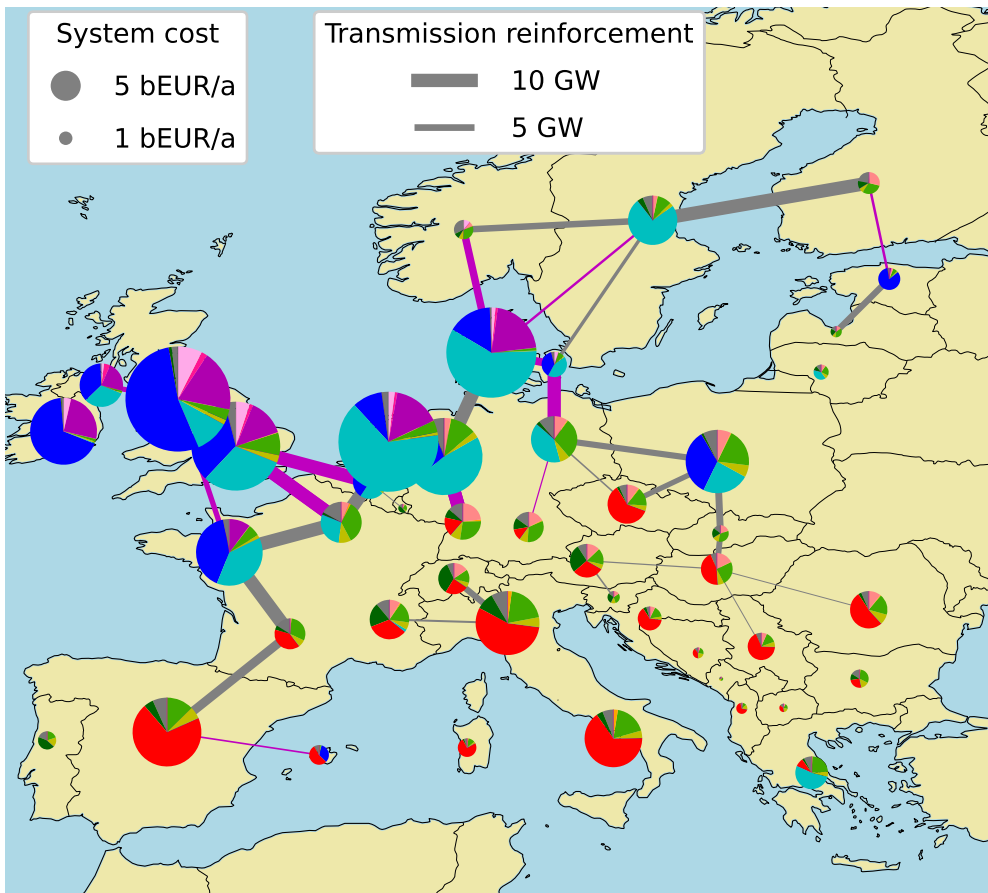 System cost
5 bEUR/a
1 bEUR/a
Transmission reinforcement
10 GW
5 GW